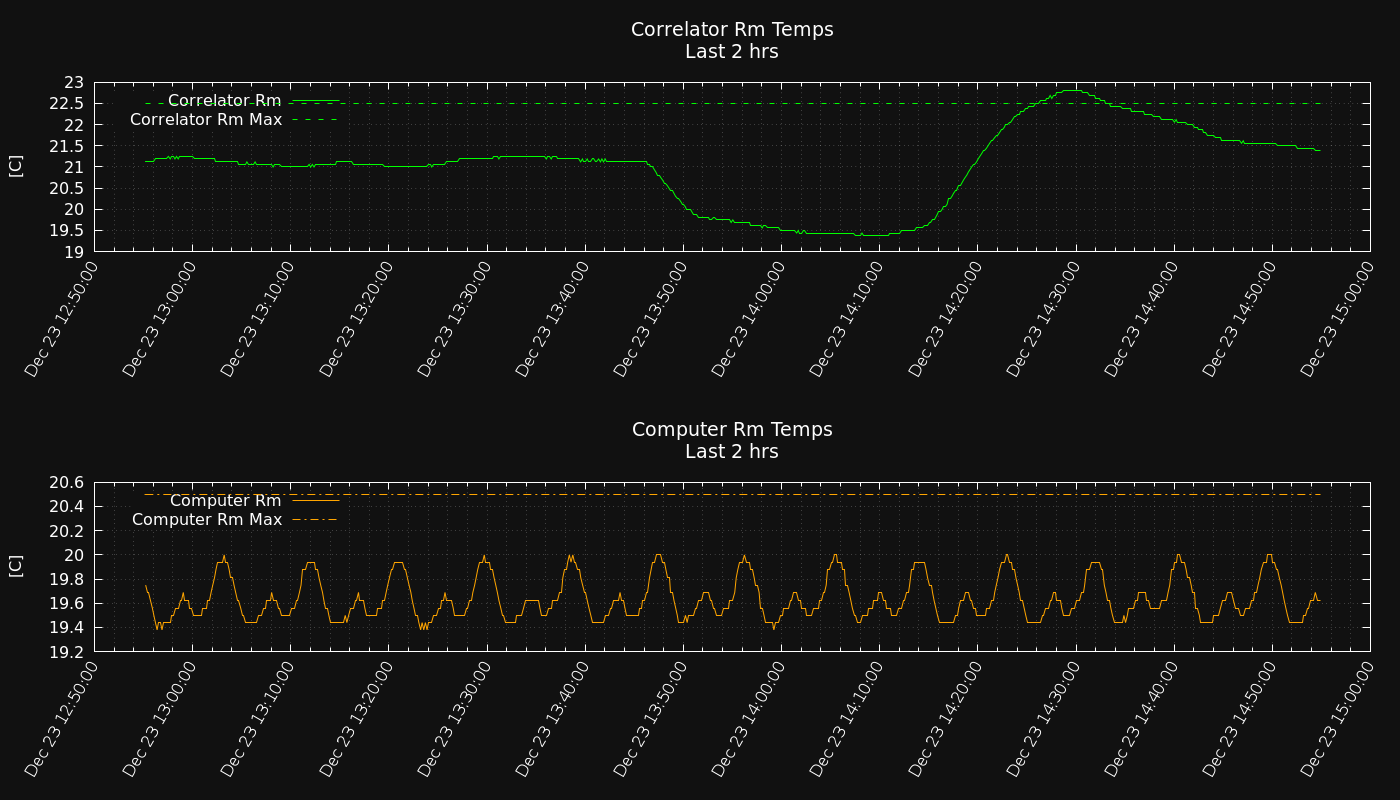 Correlator Rm Temps
Last 2 hrs
23
22.5
22
21.5
21
20.5
20
19.5
19
[C]
Correlator Rm
Correlator Rm Max
Dec 23 12:50:00
Dec 23 13:00:00
Dec 23 13:10:00
Dec 23 13:20:00
Dec 23 13:30:00
Dec 23 13:40:00
Dec 23 13:50:00
Dec 23 14:00:00
Dec 23 14:10:00
Dec 23 14:20:00
Dec 23 14:30:00
Dec 23 14:40:00
Dec 23 14:50:00
Dec 23 15:00:00
Computer Rm Temps
Last 2 hrs
20.6
20.4
20.2
20
19.8
19.6
19.4
19.2
[C]
Computer Rm
Computer Rm Max
Dec 23 12:50:00
Dec 23 13:00:00
Dec 23 13:10:00
Dec 23 13:20:00
Dec 23 13:30:00
Dec 23 13:40:00
Dec 23 13:50:00
Dec 23 14:00:00
Dec 23 14:10:00
Dec 23 14:20:00
Dec 23 14:30:00
Dec 23 14:40:00
Dec 23 14:50:00
Dec 23 15:00:00